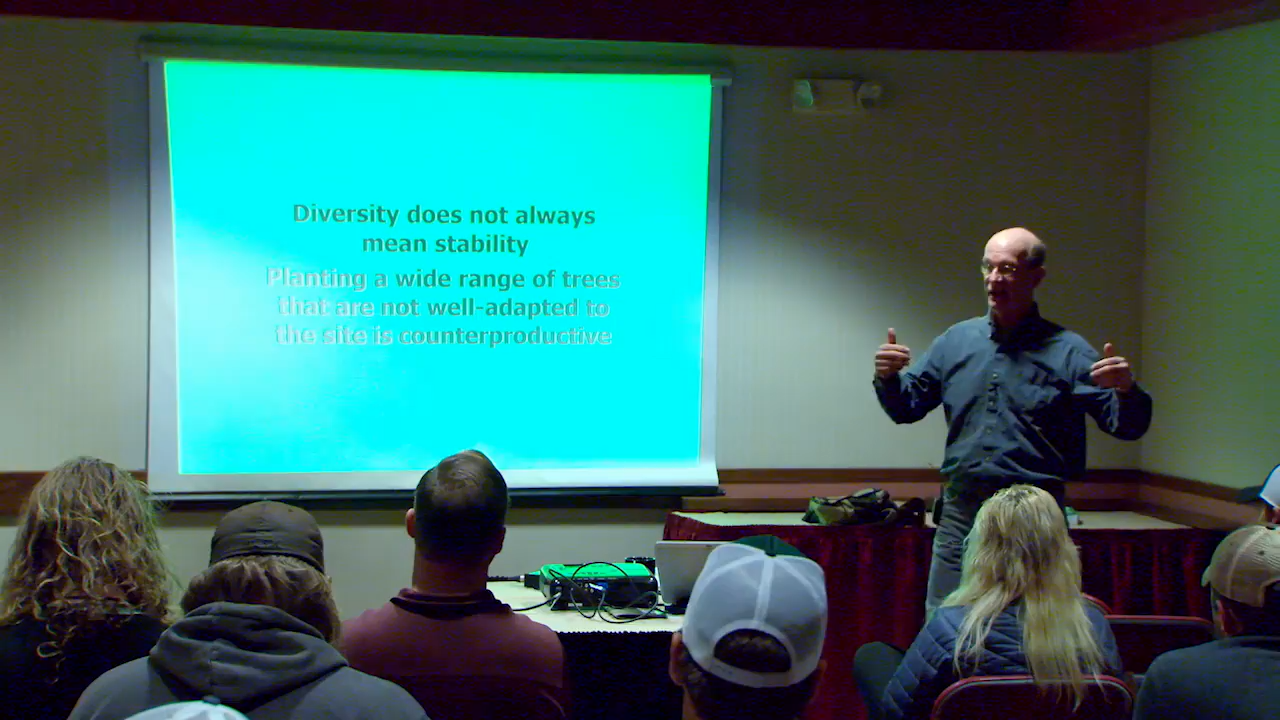 Diversity does not always
mean stability
Planting a wide range of trees
that are not well-adapted to
the site is counterproductive